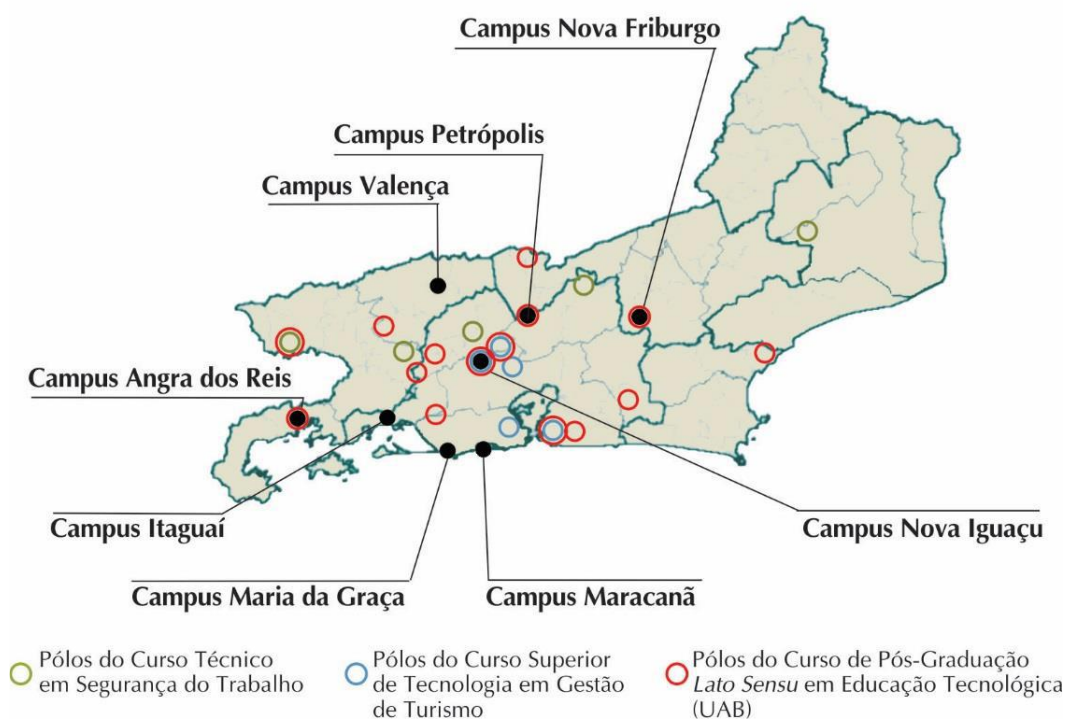 Campus Nova Friburgo
Campus Petrópolis
Campus Valença
Campus Angra dos Reis
Campus Itaguaí
Campus Nova Iguaçu
Campus Maria da Graça
Campus Maracanã
Pólos do Curso Técnico
em Segurança do Trabalho
Pólos do Curso Superior
de Tecnologia em Gestão
de Turismo
Pólos do Curso de Pós-Graduação
Lato Sensu em Educação Tecnológica
(UAB)